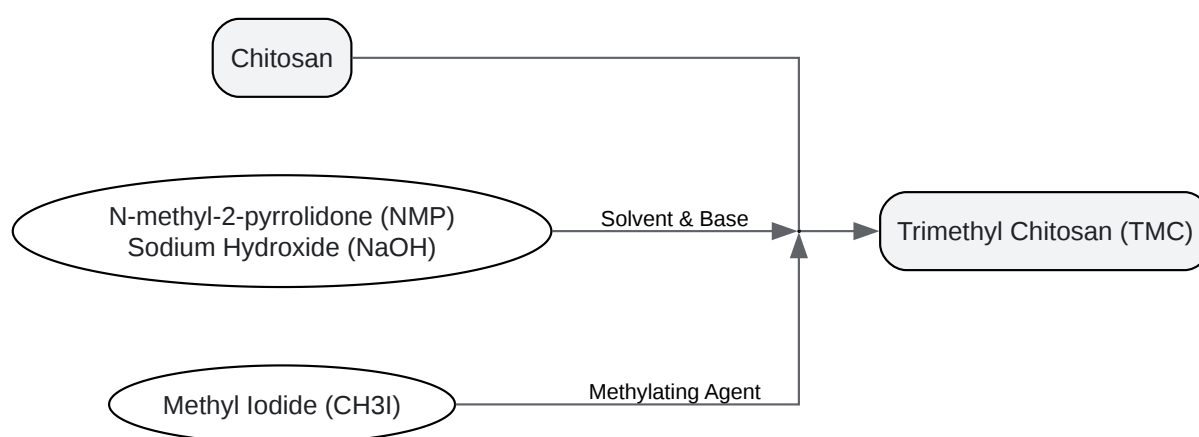 Chitosan
N-methyl-2-pyrrolidone (NMP)
Sodium Hydroxide (NaOH)
Solvent & Base
Trimethyl Chitosan (TMC)
Methyl Iodide (CH3I)
Methylating Agent